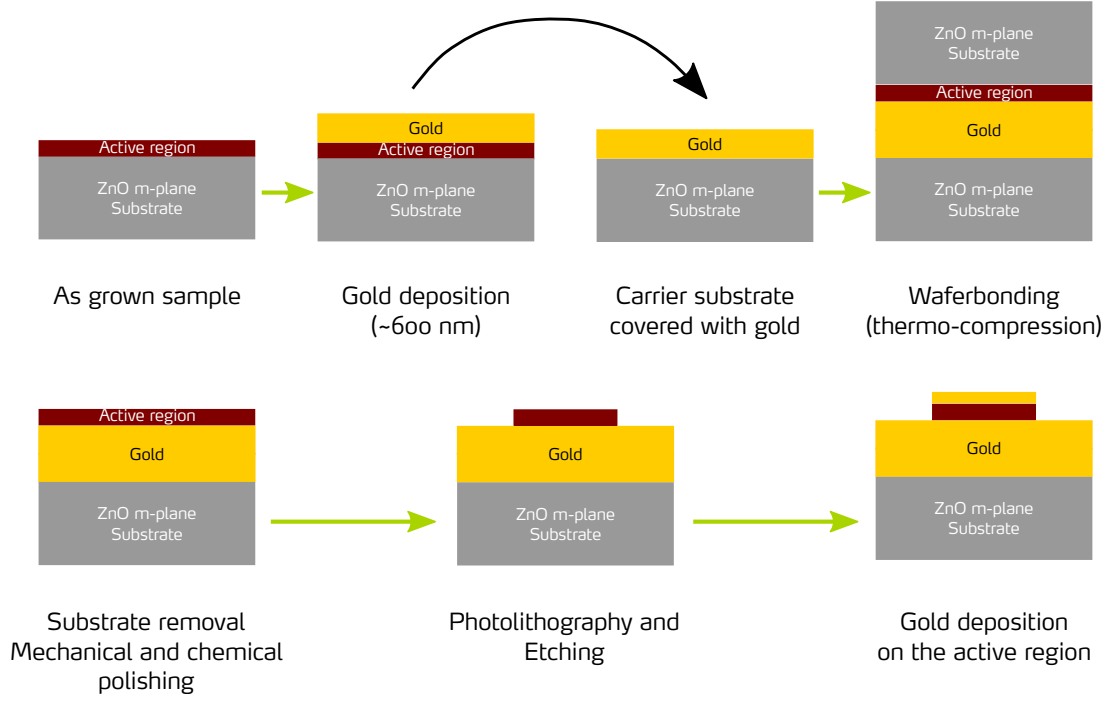 Active region
ZnO m-plane
Substrate
As grown sample
Gold
Active region
ZnO m-plane
Substrate
Gold deposition
(~600 nm)
Gold
ZnO m-plane
Substrate
Carrier substrate
covered with gold
ZnO m-plane
Substrate
Active region
Gold
ZnO m-plane
Substrate
Waferbonding
(thermo-compression)
Active region
Gold
ZnO m-plane
Substrate
Substrate removal
Mechanical and chemical
polishing
Gold
ZnO m-plane
Substrate
Photolithography and
Etching
Gold
ZnO m-plane
Substrate
Gold deposition
on the active region